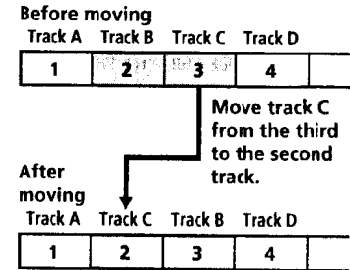 Before moving
Track A Track B Track C Track D
1 2 3 4
Move track C
from the third
to the second
track.
After
moving
Track A Track C Track B Track D
1 2 3 4